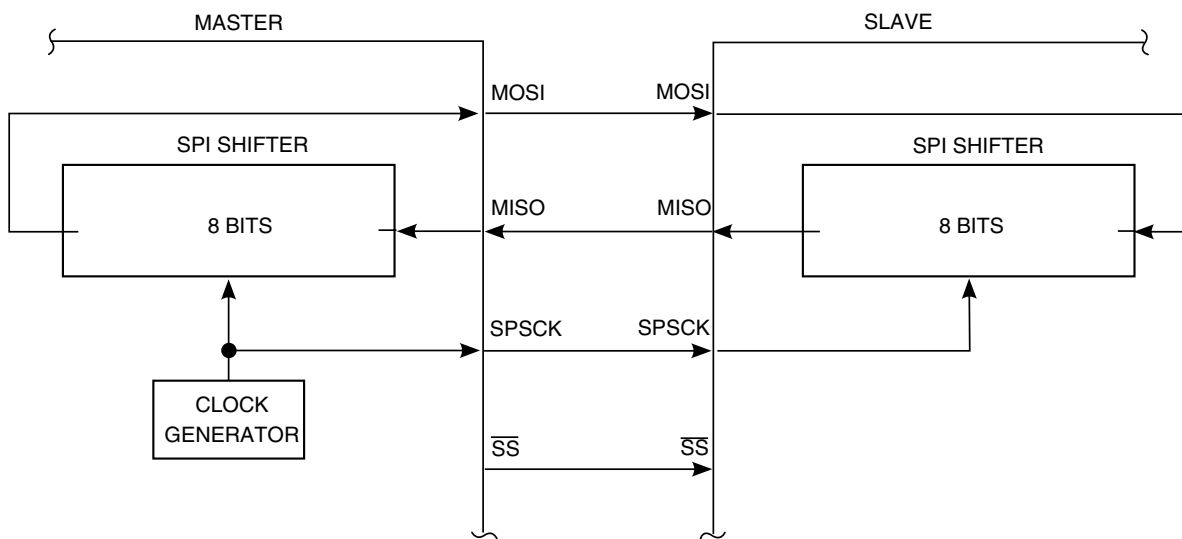 MASTER
SLAVE
MOSI
MOSI
SPI SHIFTER
SPI SHIFTER
8 BITS
MISO
MISO
8 BITS
SPSCK
SPSCK
CLOCK
GENERATOR
SS
SS